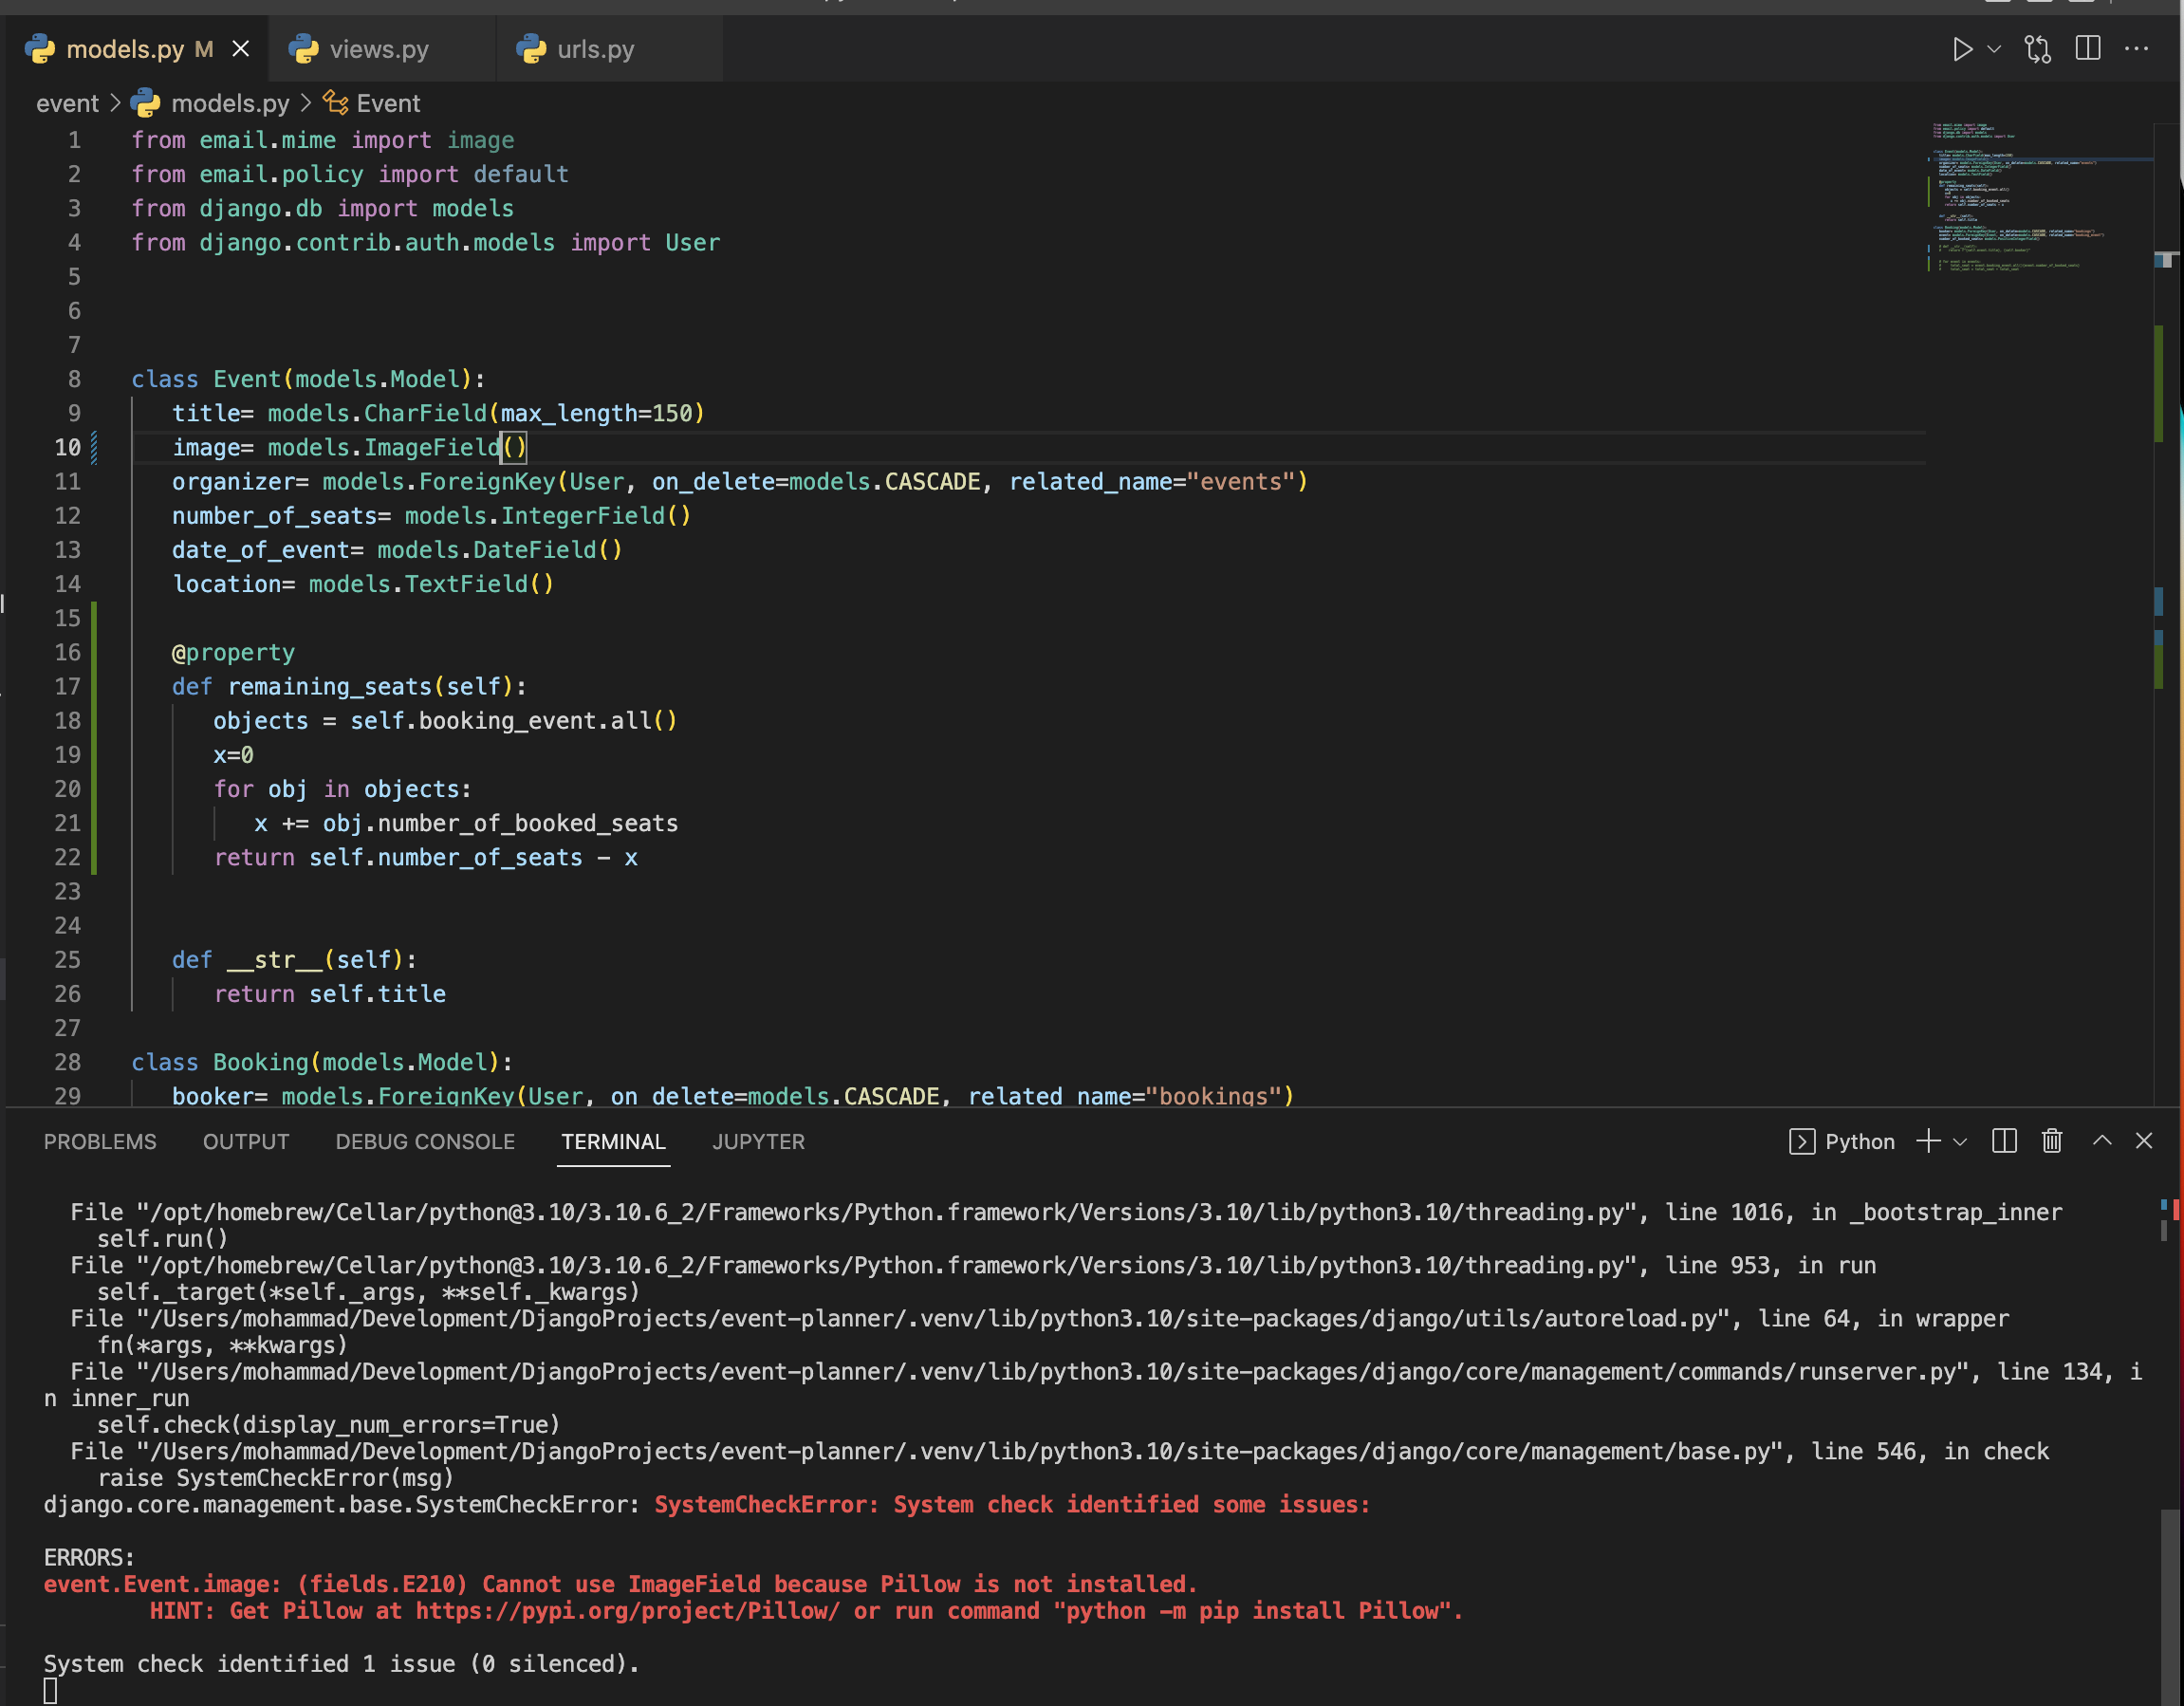 models.py M
views.py
urls.py
event > models.py > Event
1 from email.mime import image
2 from email.policy import default
3 from django.db import models
4 from django.contrib.auth.models import User
5
6
7
8 class Event(models.Model):
9 title= models.CharField(max_length=150)
10 image= models.ImageField()
11 organizer= models.ForeignKey(User, on_delete=models.CASCADE, related_name="events")
12 number_of_seats= models.IntegerField()
13 date_of_event= models.DateField()
14 location= models.TextField()
15
16 @property
17 def remaining_seats(self):
18 objects = self.booking_event.all()
19 x=0
20 for obj in objects:
21 x += obj.number_of_booked_seats
22 return self.number_of_seats - x
23
24
25 def __str__(self):
26 return self.title
27
28 class Booking(models.Model):
29 booker= models.ForeignKey(User, on_delete=models.CASCADE, related_name="bookings")
PROBLEMS OUTPUT DEBUG CONSOLE TERMINAL JUPYTER Python
File "/opt/homebrew/Cellar/python@3.10/3.10.6_2/Frameworks/Python.framework/Versions/3.10/lib/python3.10/threading.py", line 1016, in _bootstrap_inner
self.run()
File "/opt/homebrew/Cellar/python@3.10/3.10.6_2/Frameworks/Python.framework/Versions/3.10/lib/python3.10/threading.py", line 953, in run
self._target(*self._args, **self._kwargs)
File "/Users/mohammad/Development/DjangoProjects/event-planner/.venv/lib/python3.10/site-packages/django/utils/autoreload.py", line 64, in wrapper
fn(*args, **kwargs)
File "/Users/mohammad/Development/DjangoProjects/event-planner/.venv/lib/python3.10/site-packages/django/core/management/commands/runserver.py", line 134, i
n inner_run
self.check(display_num_errors=True)
File "/Users/mohammad/Development/DjangoProjects/event-planner/.venv/lib/python3.10/site-packages/django/core/management/base.py", line 546, in check
raise SystemCheckError(msg)
django.core.management.base.SystemCheckError: SystemCheckError: System check identified some issues:
ERRORS:
event.Event.image: (fields.E210) Cannot use ImageField because Pillow is not installed.
HINT: Get Pillow at https://pypi.org/project/Pillow/ or run command "python -m pip install Pillow".
System check identified 1 issue (0 silenced).